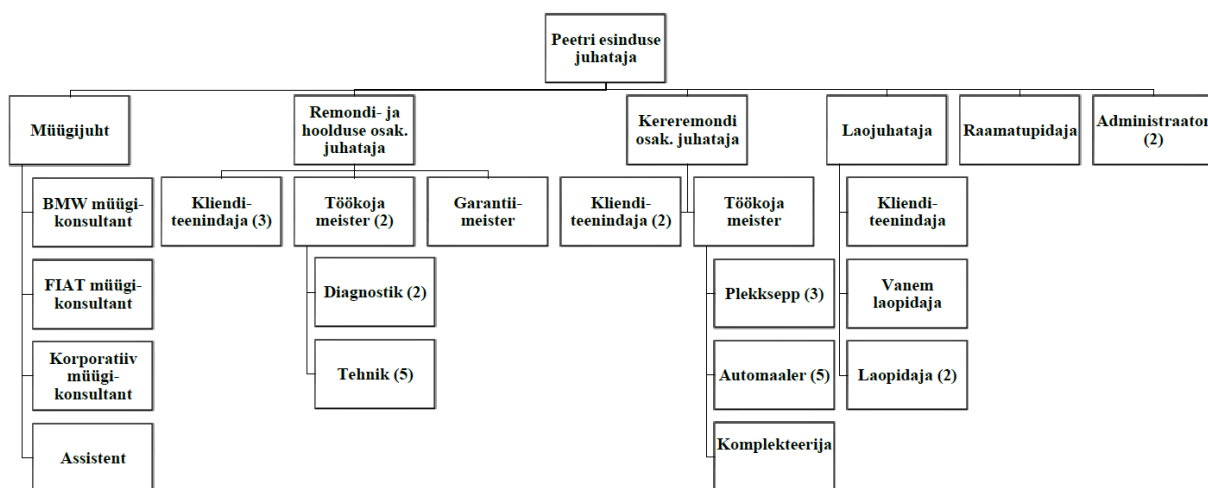 Peetri esinduse
juhataja
Müügijuht
Remondi- ja
hoolduse osak.
juhataja
Kereremondi
osak. juhataja
Laojuhataja
Raamatupidaja
Administraator
(2)
BMW müügi-
konsultant
Kliendi-
teenindaja (3)
Töökoja
meister (2)
Garantii-
meister
Kliendi-
teenindaja (2)
Töökoja
meister
Kliendi-
teenindaja
FIAT müügi-
konsultant
Diagnostik (2)
Plekksepp (3)
Vanem
laopidaja
Korporatiiv
müügi-
konsultant
Tehnik (5)
Automaaler (5)
Laopidaja (2)
Assistent
Komplekteerija